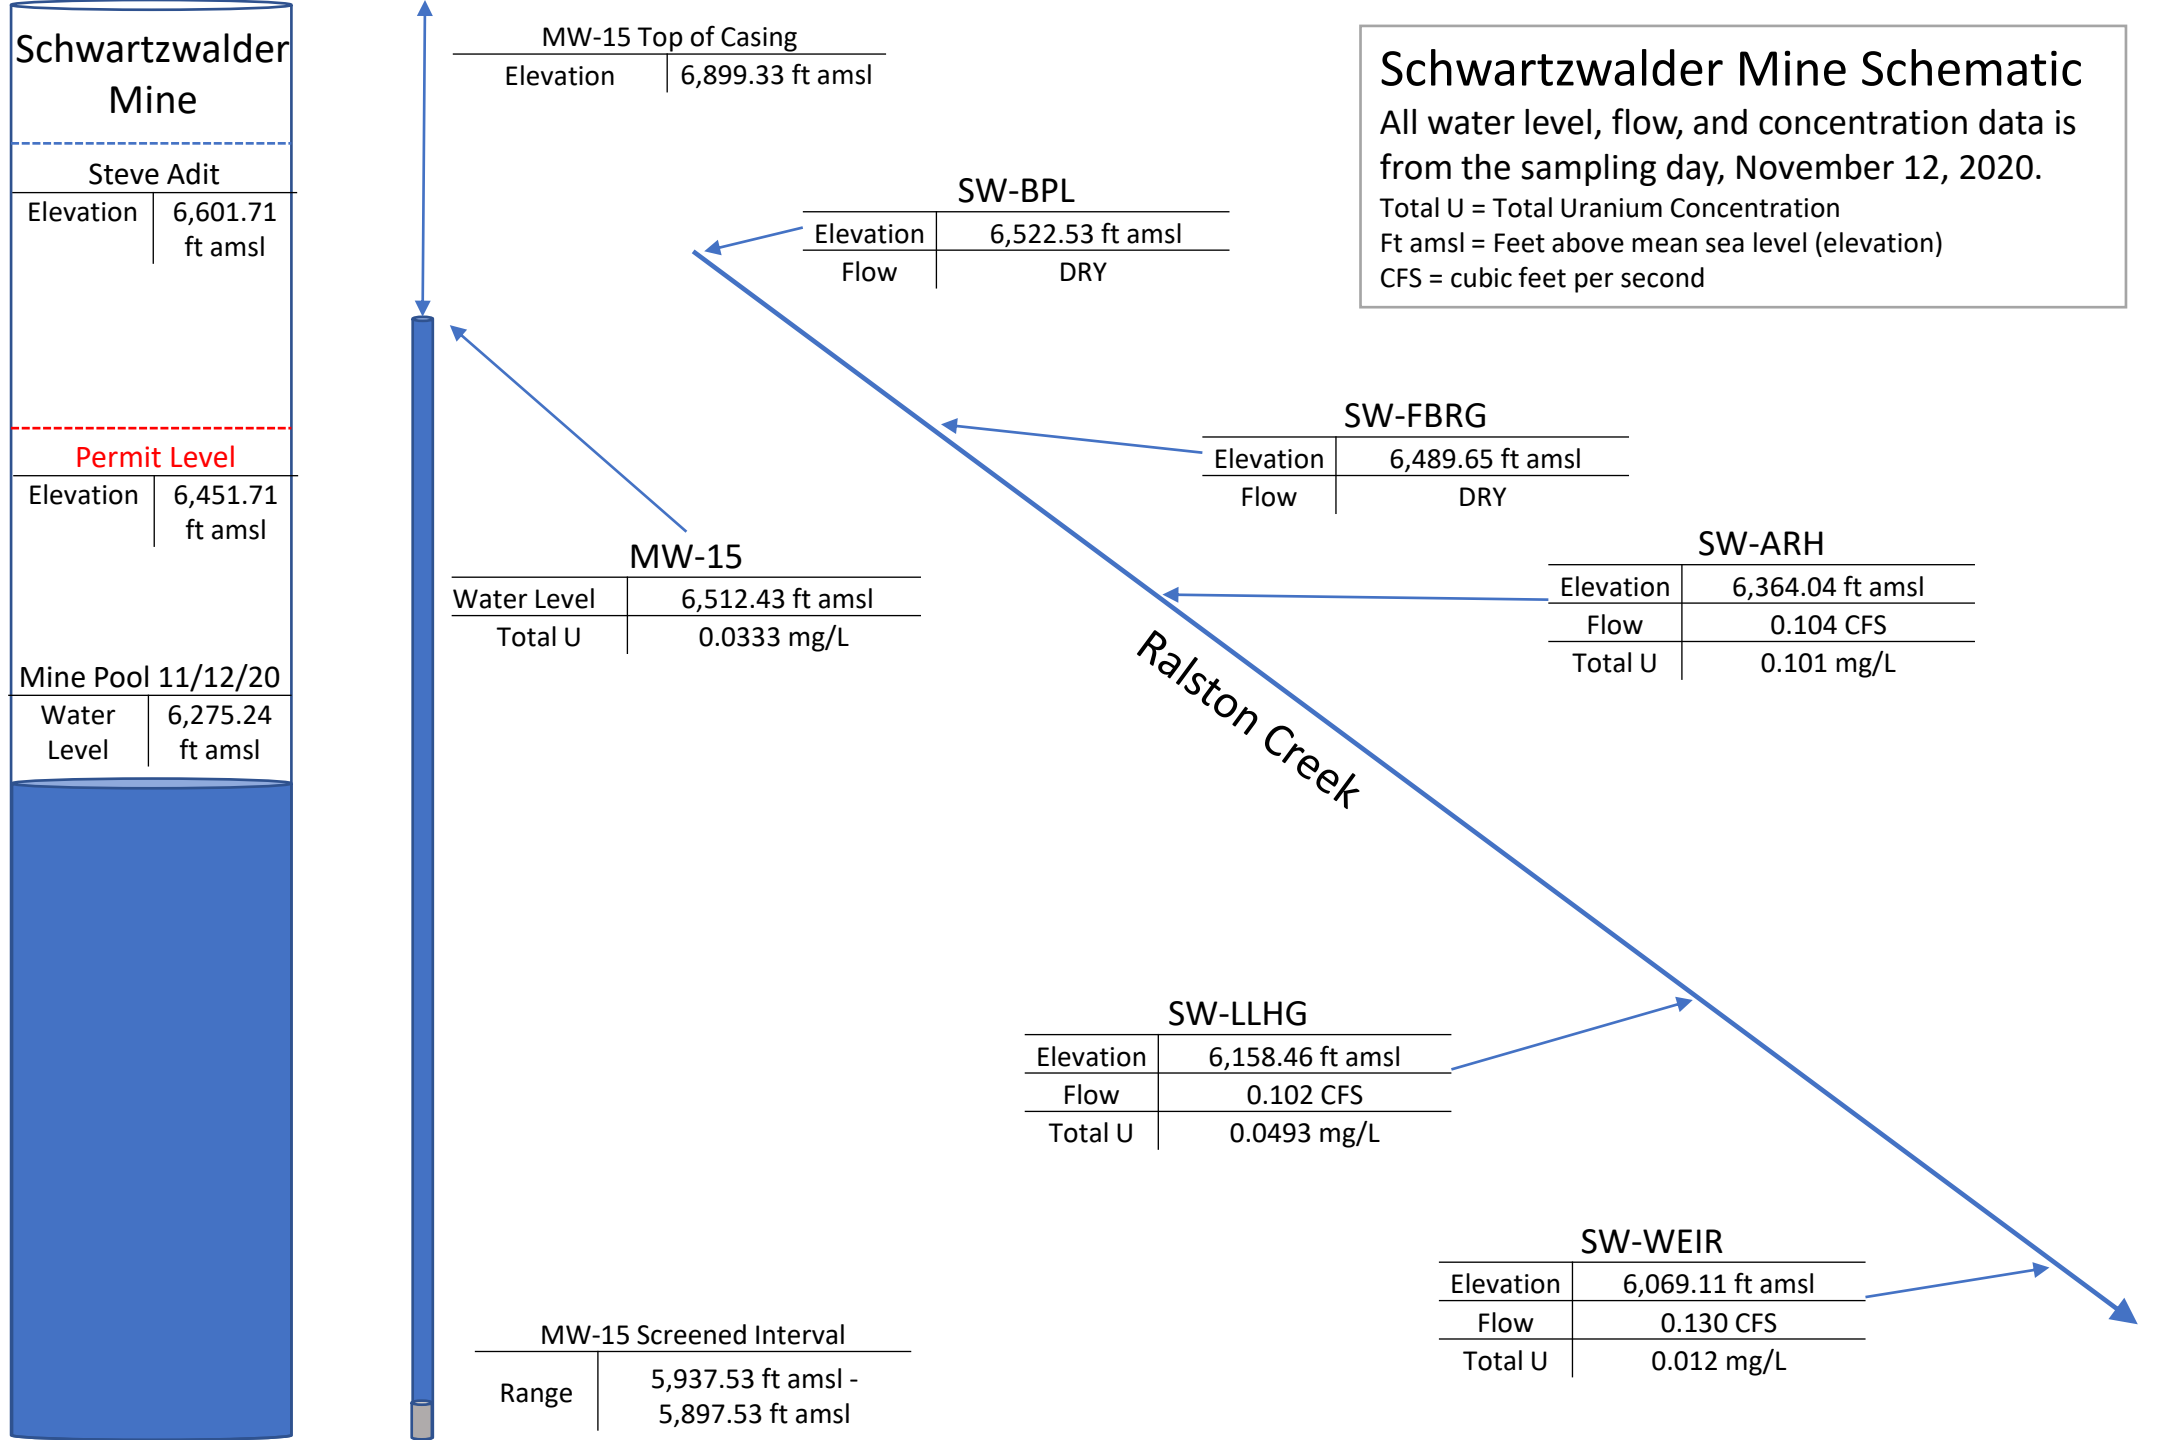 Schwartzwalder
Mine
Steve Adit
Elevation 6,601.71
ft amsl
Permit Level
Elevation 6,451.71
ft amsl
Mine Pool 11/12/20
Water 6,275.24
Level ft amsl
MW-15 Top of Casing
Elevation 6,899.33 ft amsl
MW-15
Water Level 6,512.43 ft amsl
Total U 0.0333 mg/L
MW-15 Screened Interval
Range 5,937.53 ft amsl -
5,897.53 ft amsl
Schwartzwalder Mine Schematic
All water level, flow, and concentration data is
from the sampling day, November 12, 2020.
Total U = Total Uranium Concentration
Ft amsl = Feet above mean sea level (elevation)
CFS = cubic feet per second
SW-BPL
Elevation 6,522.53 ft amsl
Flow DRY
SW-FBRG
Elevation 6,489.65 ft amsl
Flow DRY
SW-ARH
Elevation 6,364.04 ft amsl
Flow 0.104 CFS
Total U 0.101 mg/L
Ralston Creek
SW-LLHG
Elevation 6,158.46 ft amsl
Flow 0.102 CFS
Total U 0.0493 mg/L
SW-WEIR
Elevation 6,069.11 ft amsl
Flow 0.130 CFS
Total U 0.012 mg/L